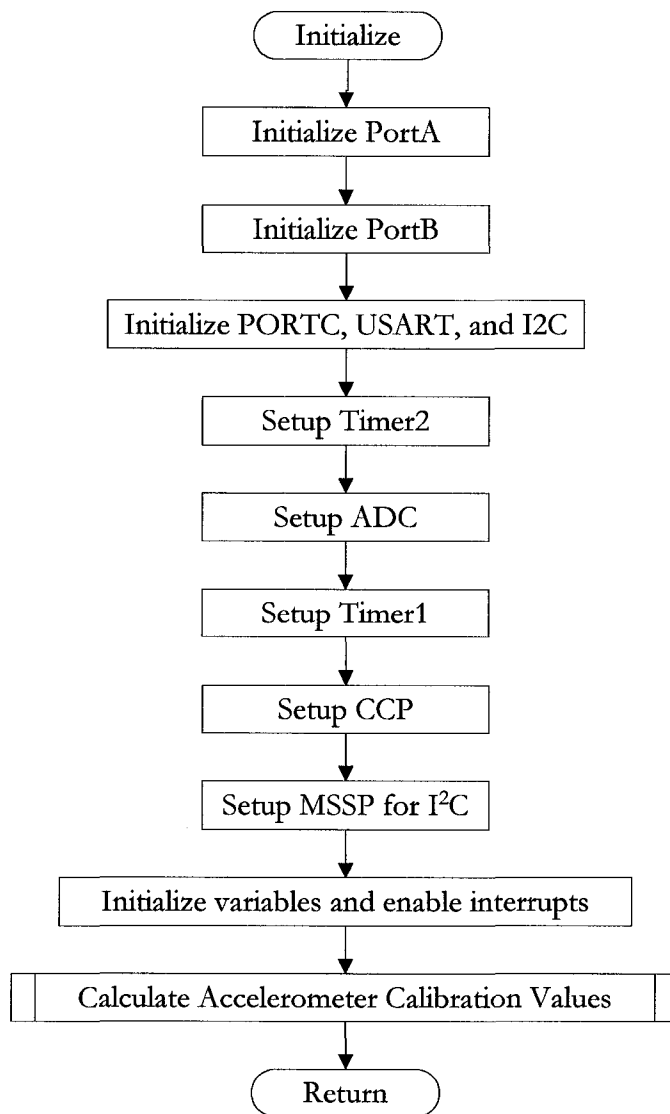 Initialize
Initialize PortA
Initialize PortB
Initialize PORTC, USART, and I2C
Setup Timer2
Setup ADC
Setup Timer1
Setup CCP
Setup MSSP for I²C
Initialize variables and enable interrupts
Calculate Accelerometer Calibration Values
Return